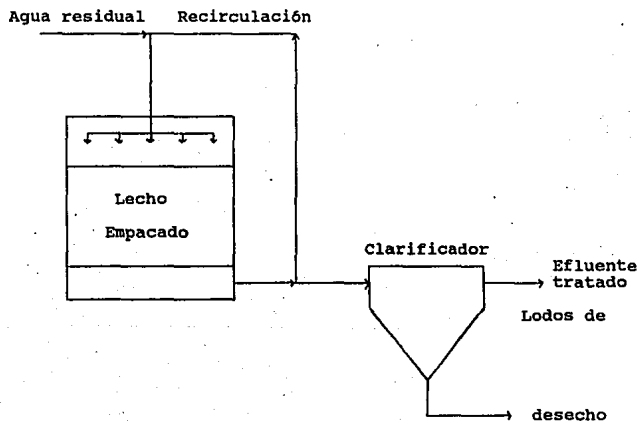 Agua residual Recirculación
Lecho
Empacado
Clarificador
Efluente
tratado
Lodos de
desecho